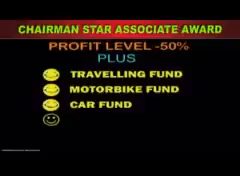 CHAIRMAN STAR ASSOCIATE AWARD
PROFIT LEVEL -50%
PLUS
TRAVELLING FUND
MOTORBIKE FUND
CAR FUND